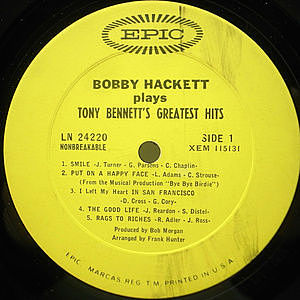 EPIC
BOBBY HACKETT
plays
TONY BENNETT'S GREATEST HITS
LN 24220 SIDE 1
NONBREAKABLE XEM 115131
1. SMILE -J. Turner- G. Parsons - C. Chaplin-
2. PUT ON A HAPPY FACE -L. Adams - C. Strouse-
(From the Musical Production "Bye Bye Birdie")
3. I Left My Heart IN SAN FRANCISCO
-D. Cross- G. Cory-
4. THE GOOD LIFE -J. Reardon - S. Distel-
5. RAGS TO RICHES -R. Adler - J. Ross-
Produced by Bob Morgan
Arranged by Frank Hunter
EPIC, MARCAS REG. T.M. PRINTED IN U.S.A.